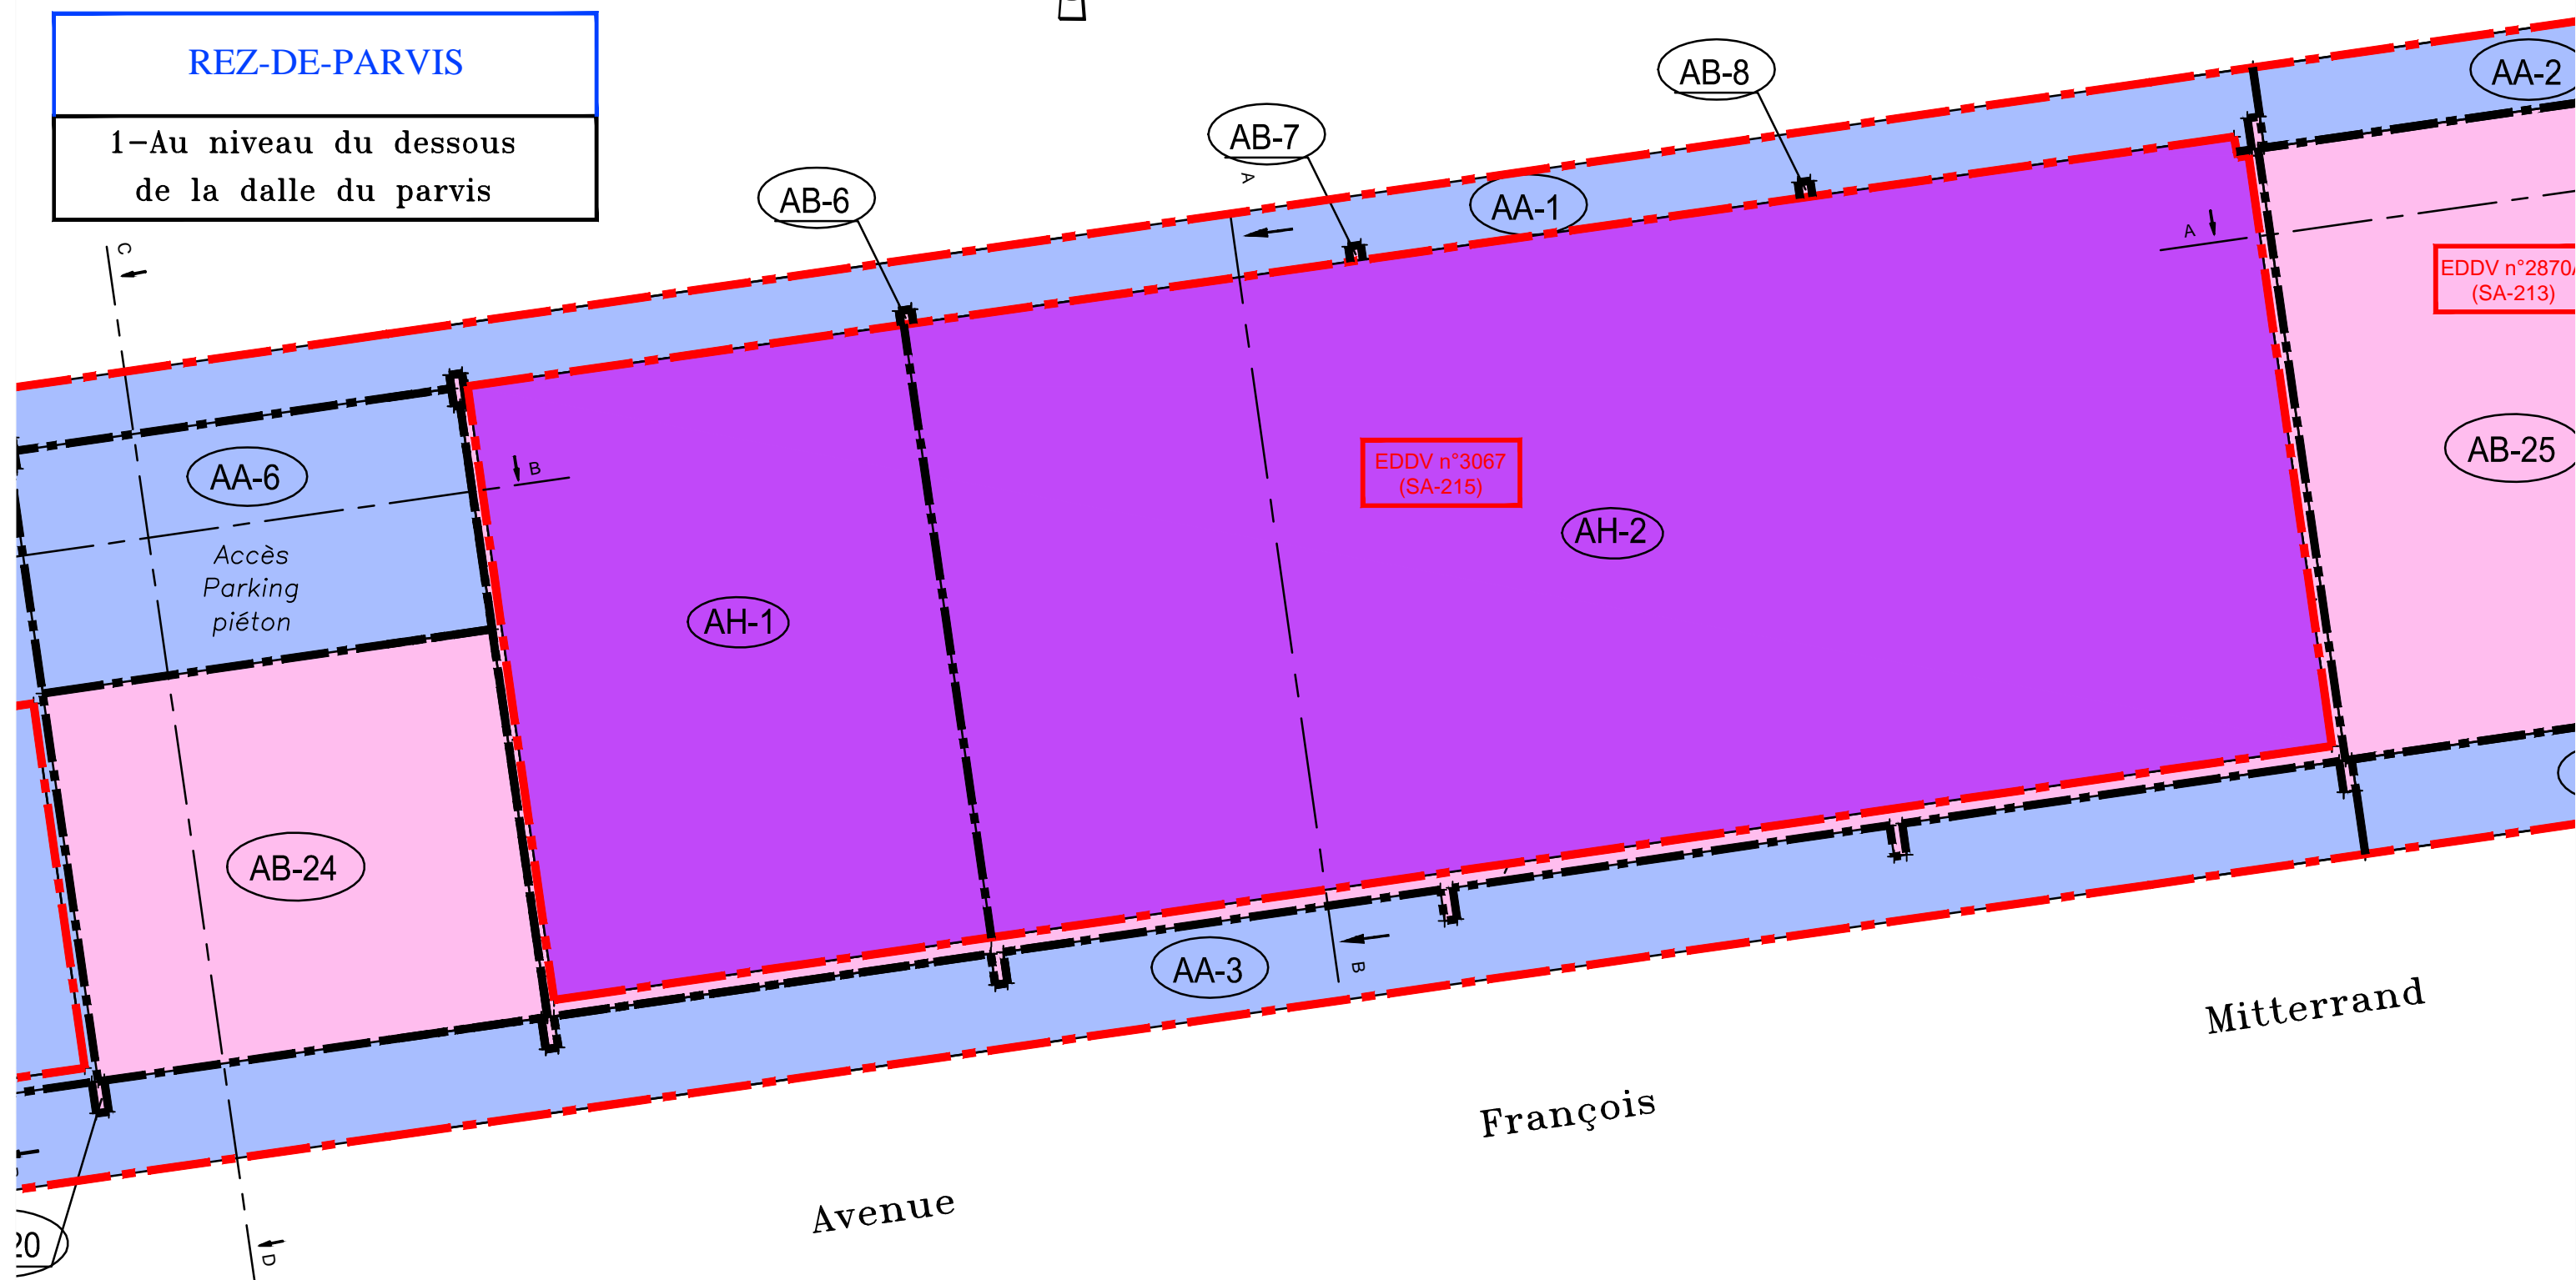 REZ-DE-PARVIS
1-Au niveau du dessous
de la dalle du parvis
AB-6
AB-7
AB-8
AA-1
AA-2
A
A
C
B
AA-6
Accès
Parking
piéton
AH-1
EDDV n°3067
(SA-215)
AH-2
EDDV n°2870A
(SA-213)
AB-25
AB-24
AA-3
B
D
20
Avenue
François
Mitterrand